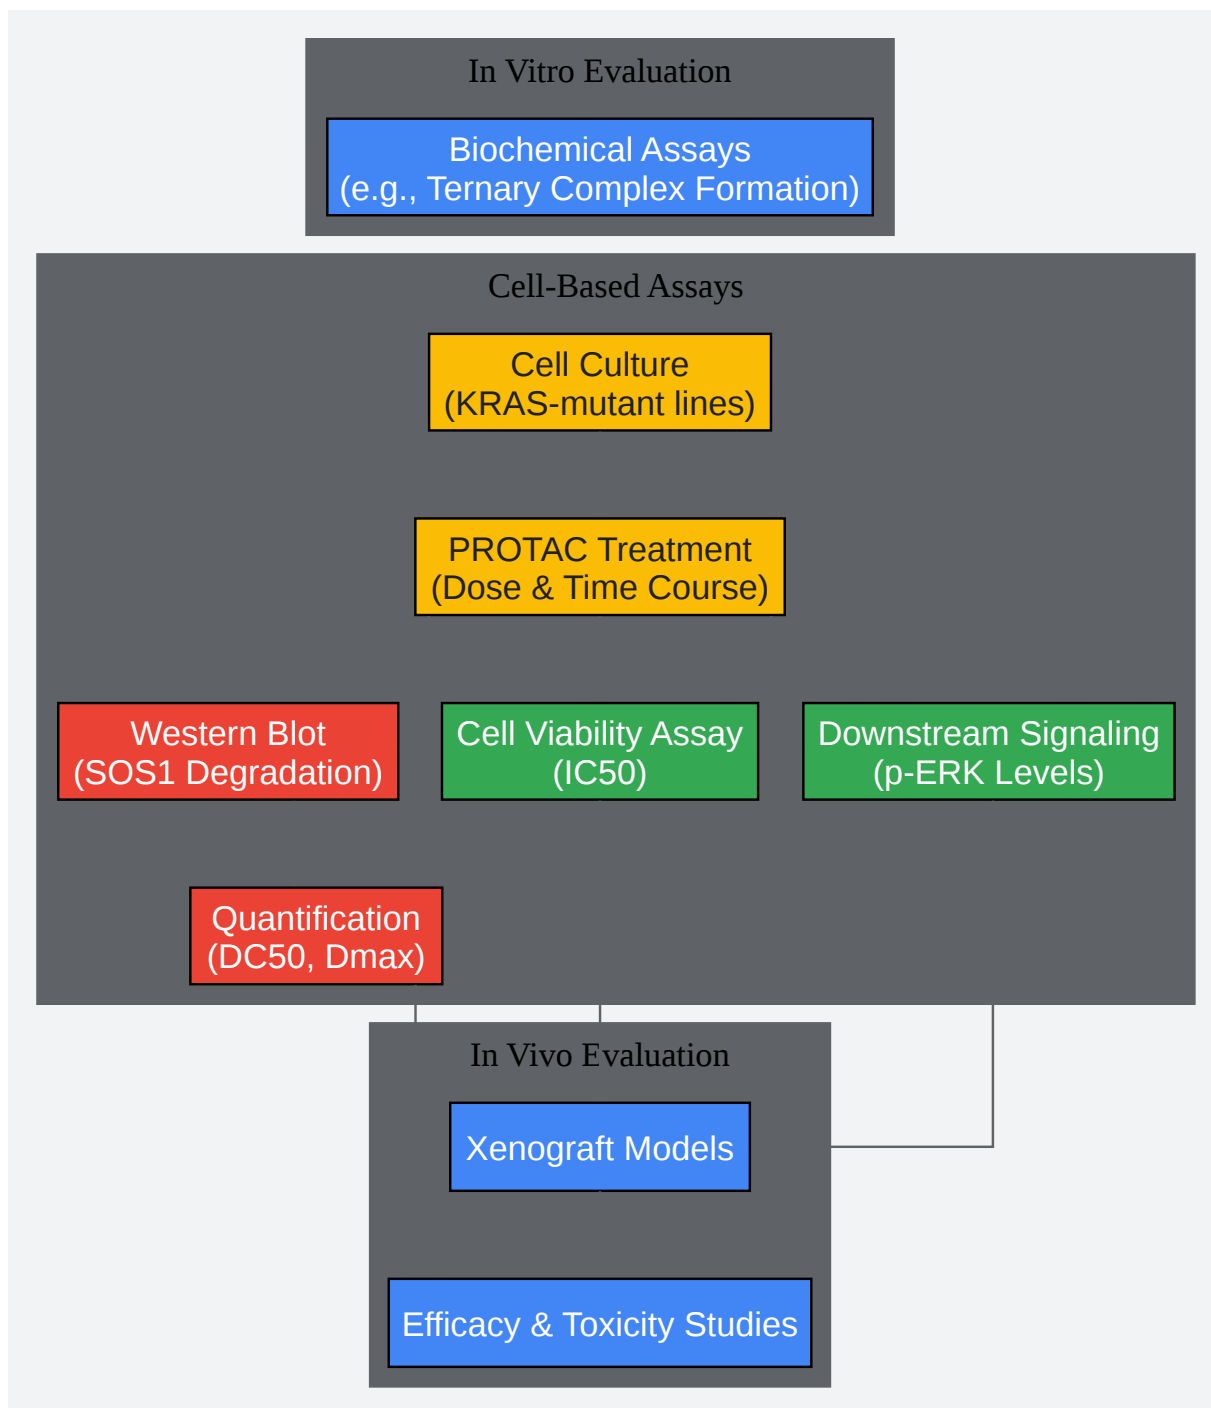 In Vitro Evaluation
Biochemical Assays
(e.g., Ternary Complex Formation)
Cell-Based Assays
Cell Culture
(KRAS-mutant lines)
PROTAC Treatment
(Dose & Time Course)
Western Blot
(SOS1 Degradation)
Cell Viability Assay
(IC50)
Downstream Signaling
(p-ERK Levels)
Quantification
(DC50, Dmax)
In Vivo Evaluation
Xenograft Models
Efficacy & Toxicity Studies